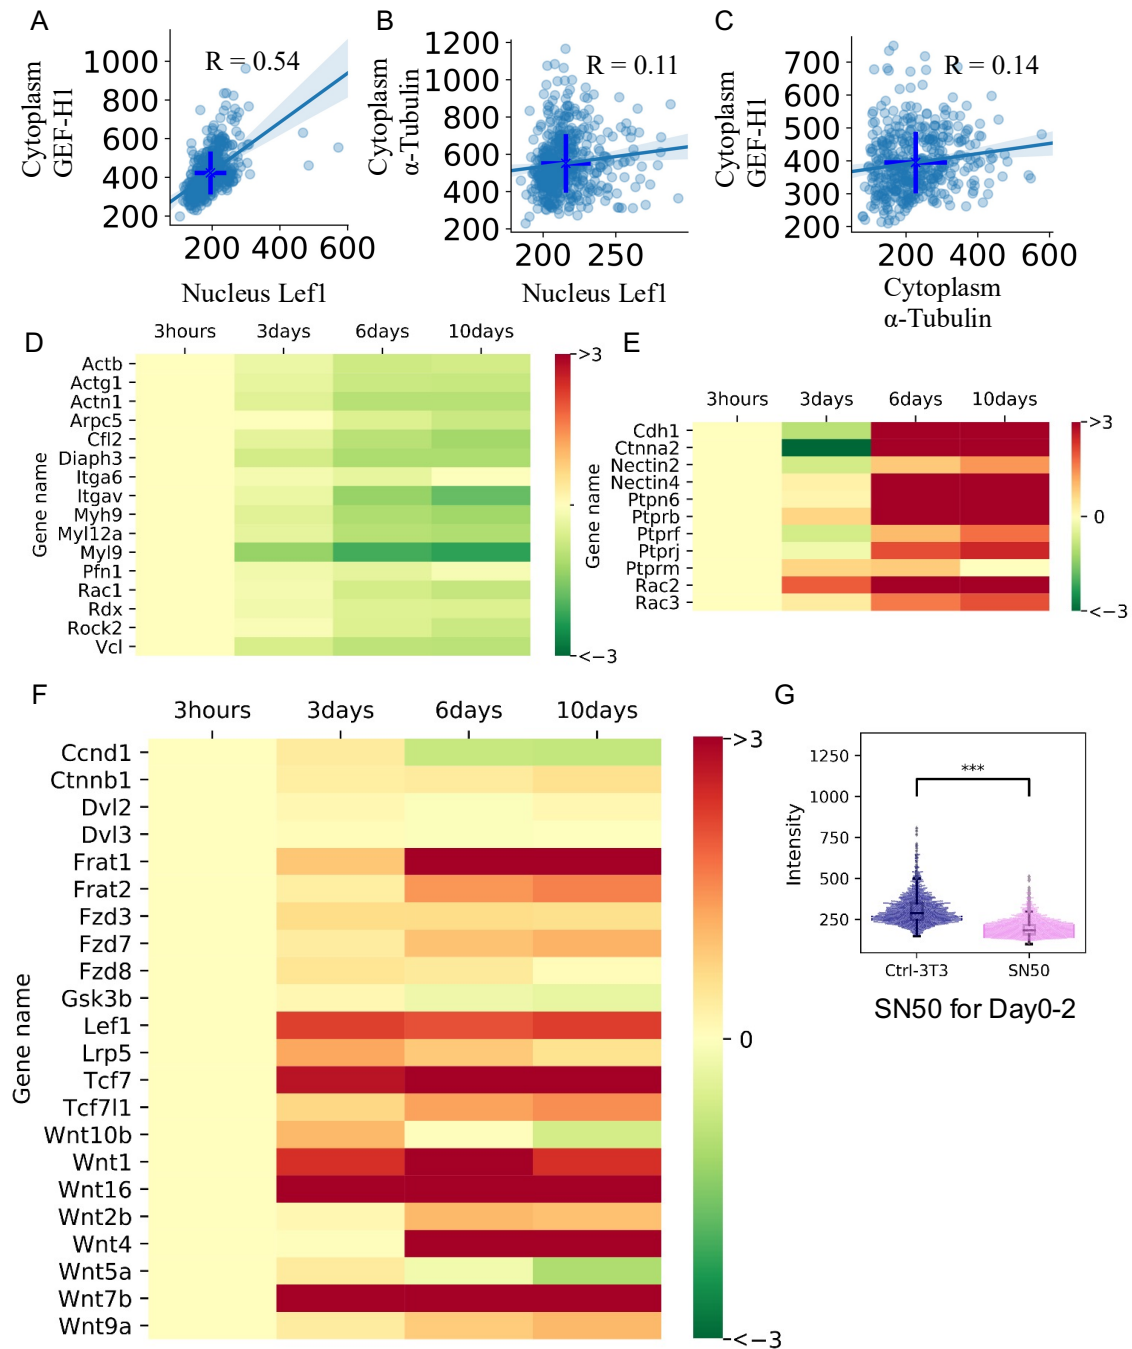 A
B
C
R = 0.54
R = 0.11
R = 0.14
Cytoplasm
GEF-H1
1000
800
600
400
200
200 400 600
Nucleus Lef1
Cytoplasm
α-Tubulin
1200
1000
800
600
400
200
200 250
Nucleus Lef1
Cytoplasm
GEF-H1
700
600
500
400
300
200
200 400 600
Cytoplasm
α-Tubulin
D
3hours 3days 6days 10days
Gene name
Actb
Actg1
Actn1
Arpc5
Cfl2
Diaph3
Itga6
Itgav
Myh9
Myl12a
Myl9
Pfn1
Rac1
Rdx
Rock2
Vcl
>3
<−3
E
3hours 3days 6days 10days
Gene name
Cdh1
Ctnna2
Nectin2
Nectin4
Ptpn6
Ptprb
Ptprf
Ptprj
Ptprm
Rac2
Rac3
>3
0
<−3
F
3hours 3days 6days 10days
Gene name
Ccnd1
Ctnnb1
Dvl2
Dvl3
Frat1
Frat2
Fzd3
Fzd7
Fzd8
Gsk3b
Lef1
Lrp5
Tcf7
Tcf7l1
Wnt10b
Wnt1
Wnt16
Wnt2b
Wnt4
Wnt5a
Wnt7b
Wnt9a
>3
0
<−3
G
Intensity
1250
1000
750
500
250
***
Ctrl-3T3 SN50
SN50 for Day0-2